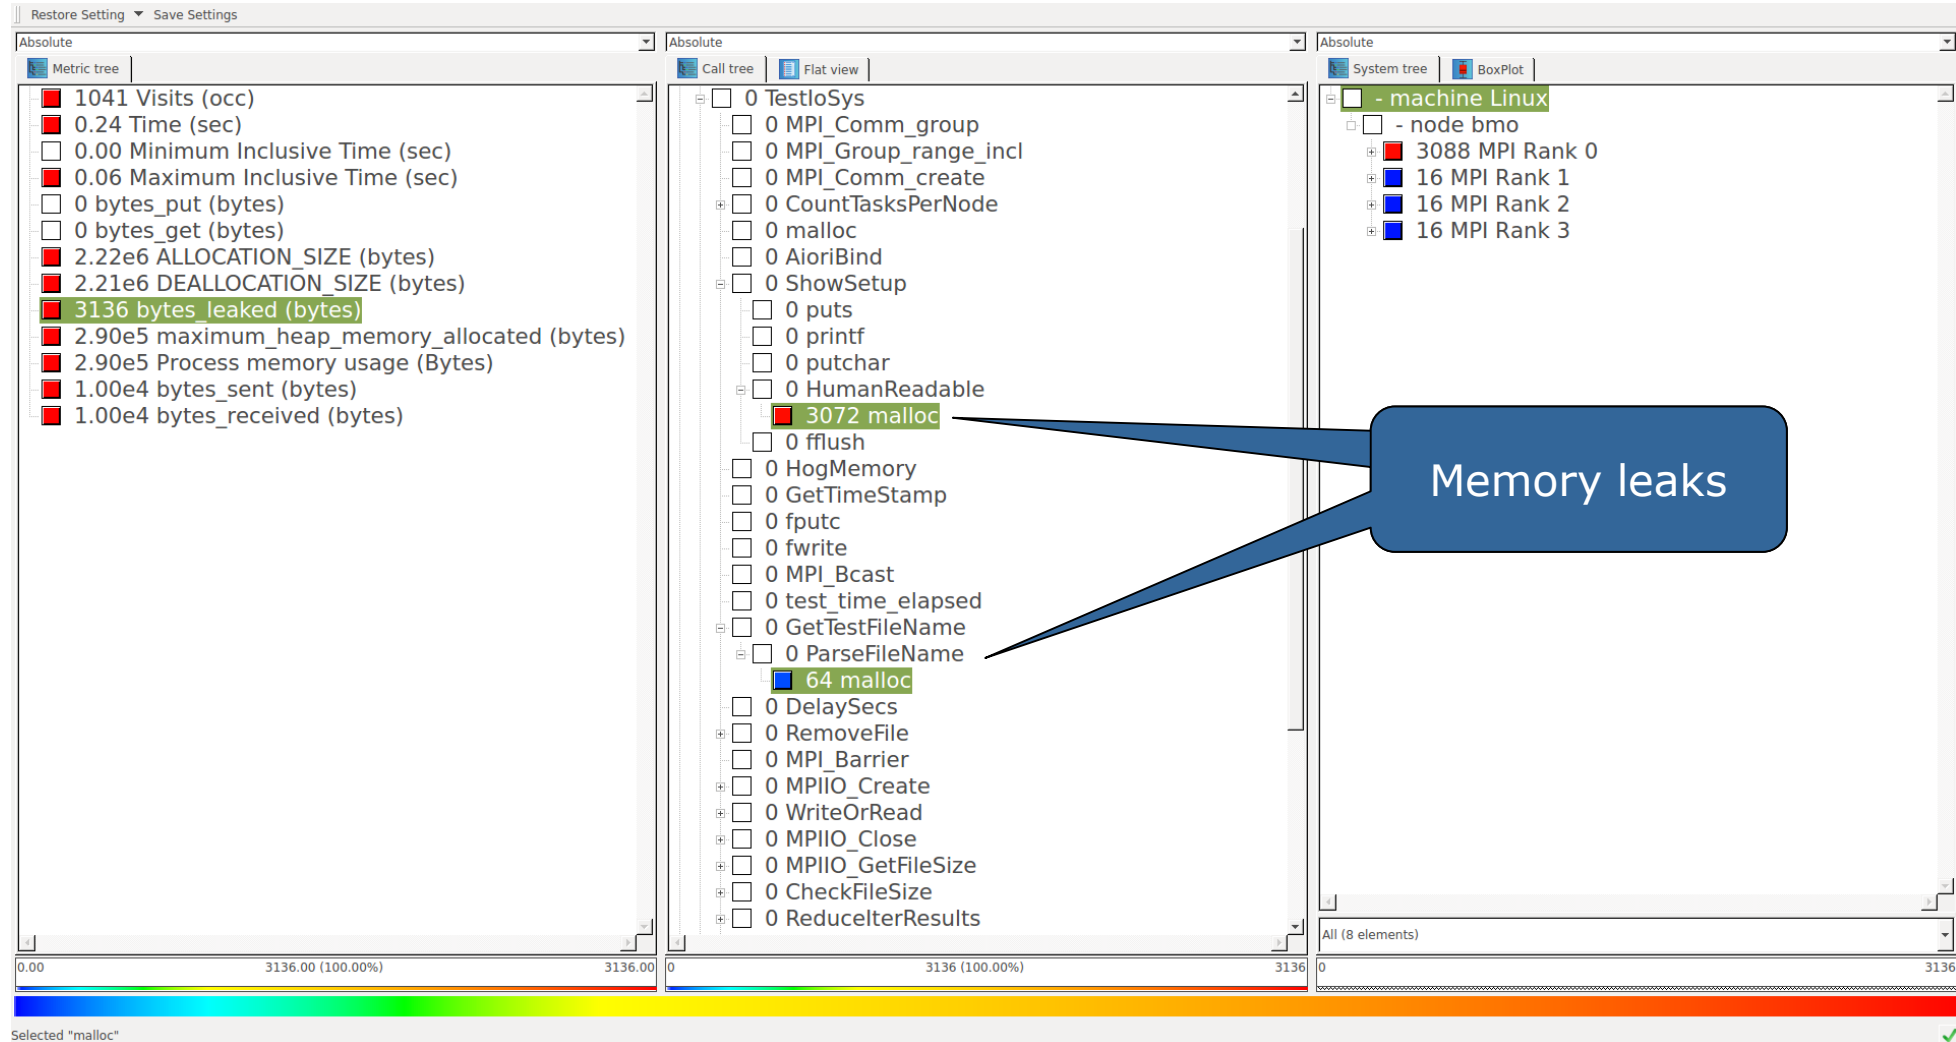 Restore Setting Save Settings
Absolute
Metric tree
1041 Visits (occ)
0.24 Time (sec)
0.00 Minimum Inclusive Time (sec)
0.06 Maximum Inclusive Time (sec)
0 bytes_put (bytes)
0 bytes_get (bytes)
2.22e6 ALLOCATION_SIZE (bytes)
2.21e6 DEALLOCATION_SIZE (bytes)
3136 bytes_leaked (bytes)
2.90e5 maximum_heap_memory_allocated (bytes)
2.90e5 Process memory usage (Bytes)
1.00e4 bytes_sent (bytes)
1.00e4 bytes_received (bytes)
0.00 3136.00 (100.00%) 3136.00
Absolute
Call tree Flat view
0 TestIoSys
0 MPI_Comm_group
0 MPI_Group_range_incl
0 MPI_Comm_create
0 CountTasksPerNode
0 malloc
0 AioriBind
0 ShowSetup
0 puts
0 printf
0 putchar
0 HumanReadable
3072 malloc
0 fflush
0 HogMemory
0 GetTimeStamp
0 fputc
0 fwrite
0 MPI_Bcast
0 test_time_elapsed
0 GetTestFileName
0 ParseFileName
64 malloc
0 DelaySecs
0 RemoveFile
0 MPI_Barrier
0 MPIIO_Create
0 WriteOrRead
0 MPIIO_Close
0 MPIIO_GetFileSize
0 CheckFileSize
0 ReduceIterResults
0 3136 (100.00%) 3136
Absolute
System tree BoxPlot
- machine Linux
- node bmo
3088 MPI Rank 0
16 MPI Rank 1
16 MPI Rank 2
16 MPI Rank 3
Memory leaks
All (8 elements)
0 3136
Selected "malloc"